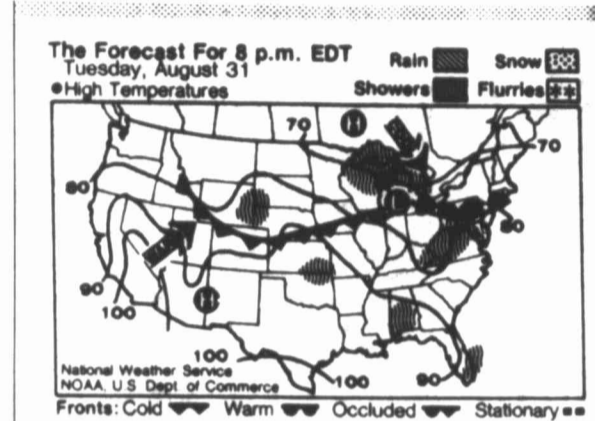 The Forecast For 8 p.m. EDT
Tuesday, August 31
High Temperatures
Rain Snow
Showers Flurries
70
70
80
80
90
100
100
100
90
National Weather Service
NOAA, U.S. Dept. of Commerce
Fronts: Cold Warm Occluded Stationary